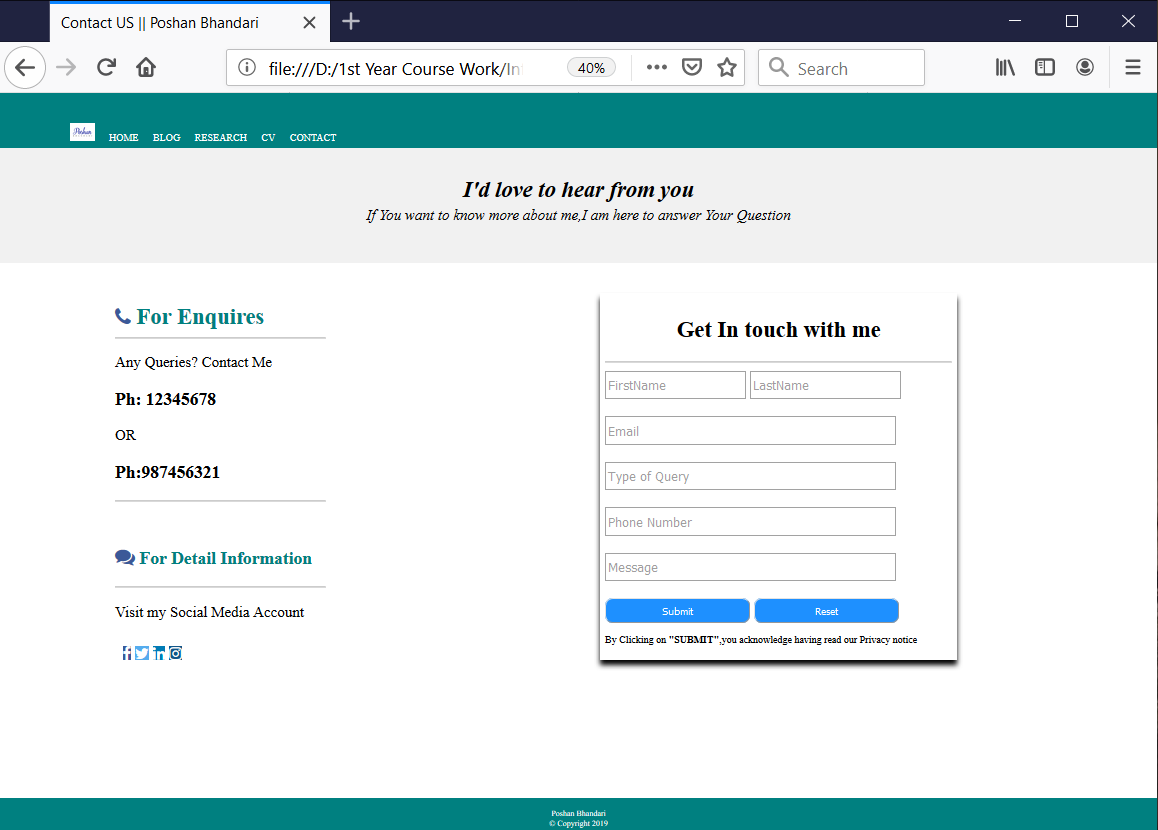 Contact US || Poshan Bhandari
file:///D:/1st Year Course Work/In
40%
Search
Poshan
HOME BLOG RESEARCH CV CONTACT
I'd love to hear from you
If You want to know more about me,I am here to answer Your Question
For Enquires
Any Queries? Contact Me
Ph: 12345678
OR
Ph:987456321
For Detail Information
Visit my Social Media Account
Get In touch with me
FirstName LastName
Email
Type of Query
Phone Number
Message
Submit Reset
By Clicking on "SUBMIT",you acknowledge having read our Privacy notice
Poshan Bhandari
© Copyright 2019